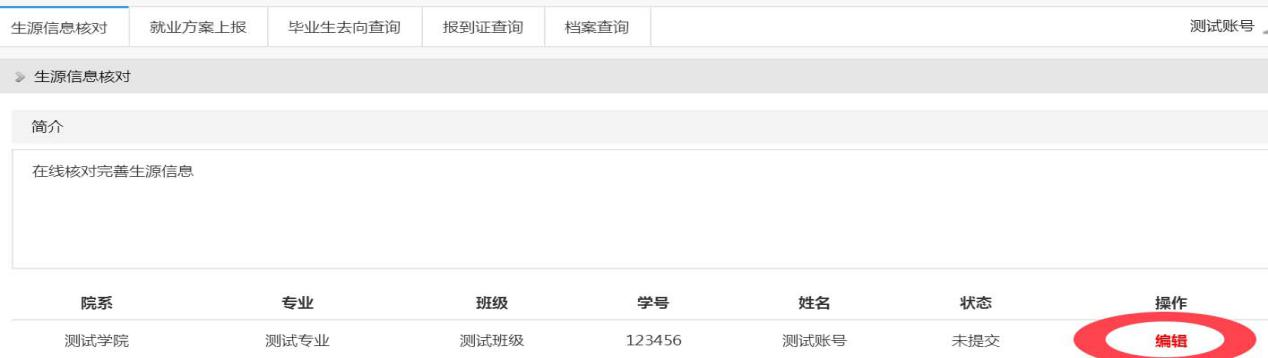 生源信息核对 就业方案上报 毕业生去向查询 报到证查询 档案查询 测试账号
生源信息核对
简介
在线核对完善生源信息
院系 专业 班级 学号 姓名 状态 操作
测试学院 测试专业 测试班级 123456 测试账号 未提交 编辑